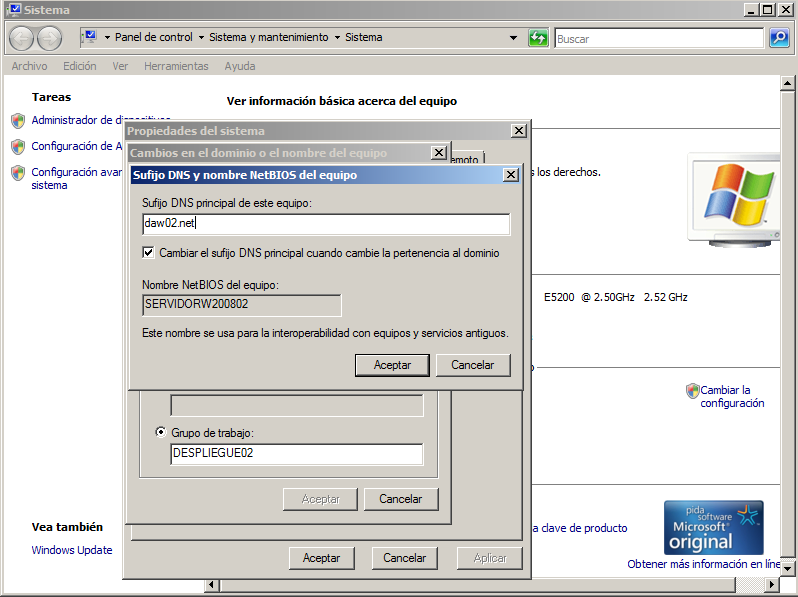 Sistema
Panel de control
Sistema y mantenimiento
Sistema
Buscar
Archivo
Edición
Ver
Herramientas
Ayuda
Tareas
Administrador de dispositivos
Configuración de A
Configuración avan
sistema
Ver información básica acerca del equipo
Propiedades del sistema
Cambios en el dominio o el nombre del equipo
emoto
Sufijo DNS y nombre NetBIOS del equipo
s los derechos.
Sufijo DNS principal de este equipo:
daw02.net
Cambiar el sufijo DNS principal cuando cambie la pertenencia al dominio
Nombre NetBIOS del equipo:
SERVIDORW200802
Este nombre se usa para la interoperabilidad con equipos y servicios antiguos.
Aceptar
Cancelar
E5200 @ 2.50GHz 2.52 GHz
Cambiar la
configuración
Grupo de trabajo:
DESPLIEGUE02
Aceptar
Cancelar
Aceptar
Cancelar
Aplicar
Vea también
Windows Update
a clave de producto
pida
software
Microsoft
original
Obtener más información en líne